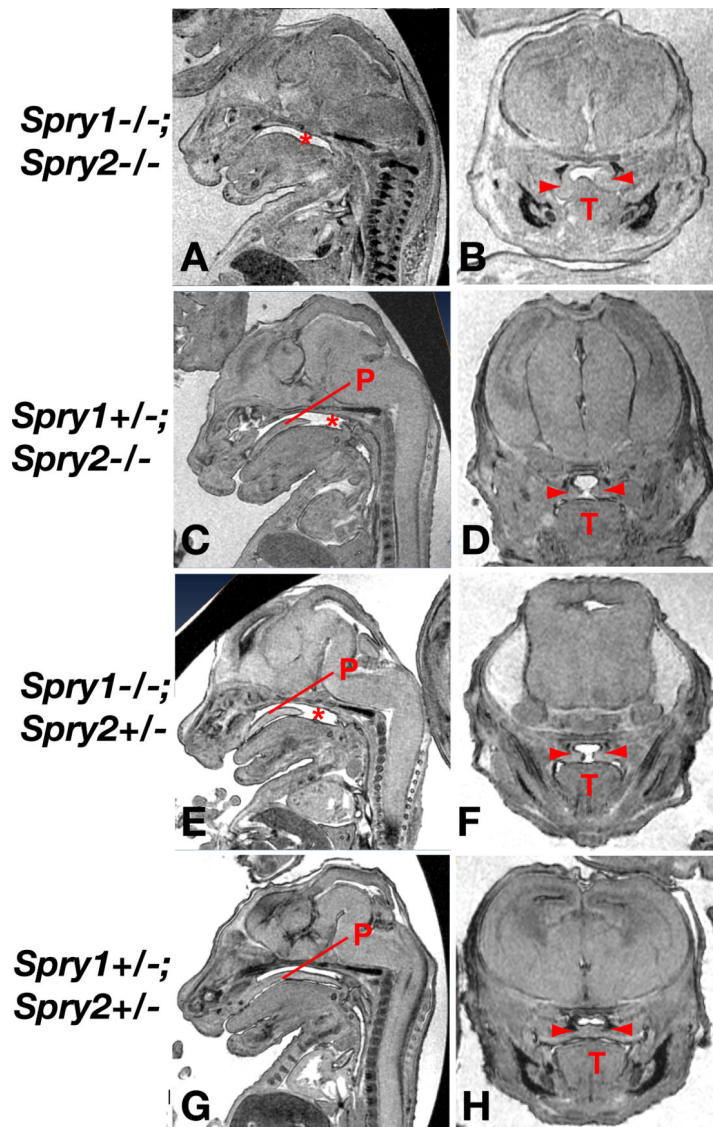 Spry1-/-;
Spry2-/-
*
A
T
B
Spry1+/-;
Spry2-/-
P
*
C
T
D
Spry1-/-;
Spry2+/-
P
*
E
T
F
Spry1+/-;
Spry2+/-
P
G
T
H